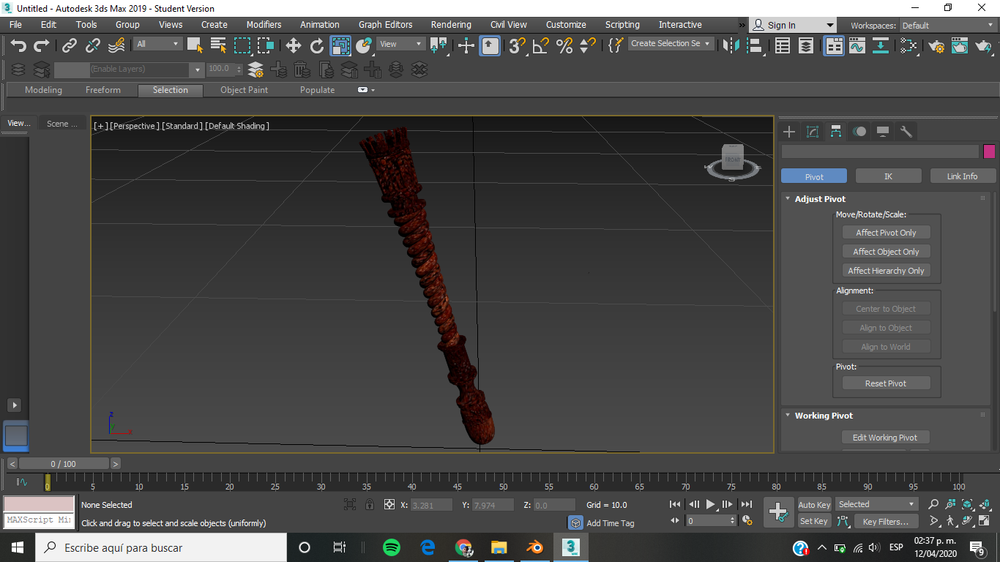 Untitled - Autodesk 3ds Max 2019 - Student Version
File Edit Tools Group Views Create Modifiers Animation Graph Editors Rendering Civil View Customize Scripting Interactive » Sign In Workspaces: Default
All View Create Selection Se
(Enable Layers) 100.0
Modeling Freeform Selection Object Paint Populate
View... Scene ...
[+] [Perspective ] [Standard ] [Default Shading ]
FRONT
W E
S
Pivot IK Link Info
Adjust Pivot
Move/Rotate/Scale:
Affect Pivot Only
Affect Object Only
Affect Hierarchy Only
Alignment:
Center to Object
Align to Object
Align to World
Pivot:
Reset Pivot
Working Pivot
Edit Working Pivot
z
x
< 0 / 100 >
0 5 10 15 20 25 30 35 40 45 50 55 60 65 70 75 80 85 90 95 100
None Selected X: 3.281 Y: 7.974 Z: 0.0 Grid = 10.0 Auto Key Selected
MAXScript Mi
Click and drag to select and scale objects (uniformly) Add Time Tag 0 Set Key Key Filters...
Escribe aquí para buscar
ESP 02:37 p. m.
12/04/2020
9